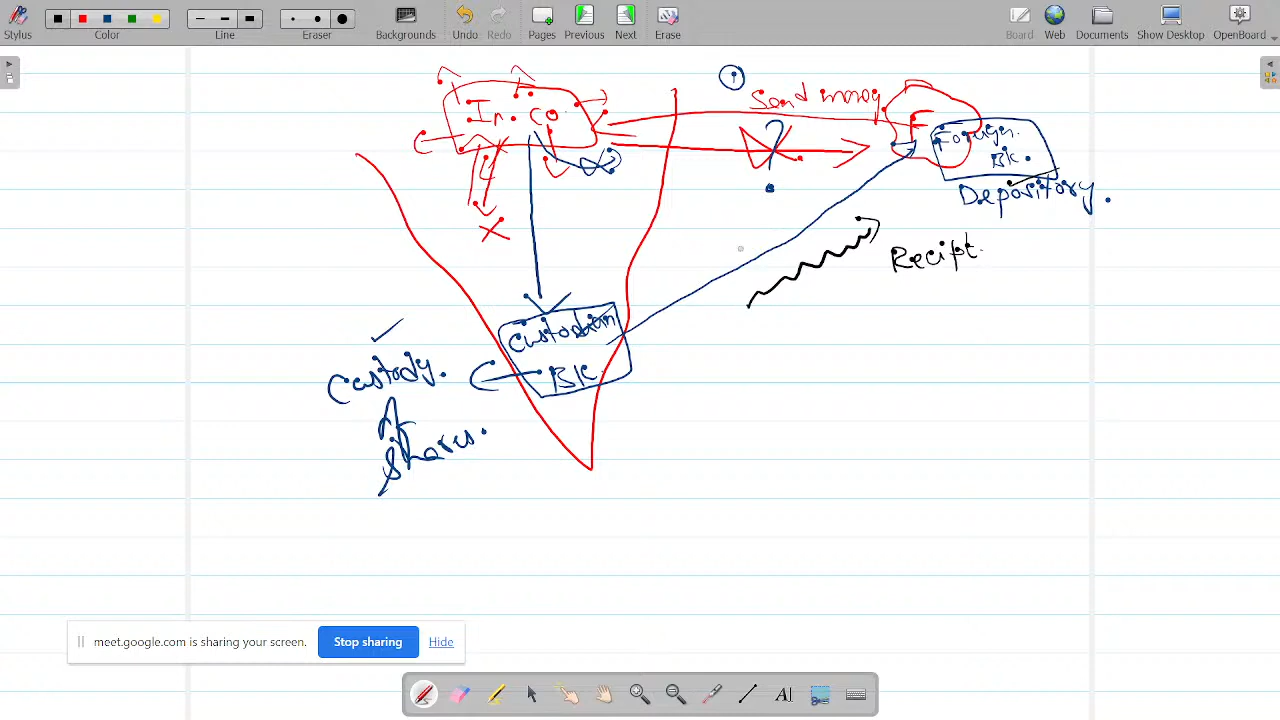 Stylus
Color
Line
Eraser
Backgrounds
Undo
Redo
Pages
Previous
Next
Erase
Board
Web
Documents
Show Desktop
OpenBoard
1
Send money
In. Co
Foreign
BK.
Depository.
Recipt.
Custodian
BK.
Custody.
of
Shares.
meet.google.com is sharing your screen.
Stop sharing
Hide